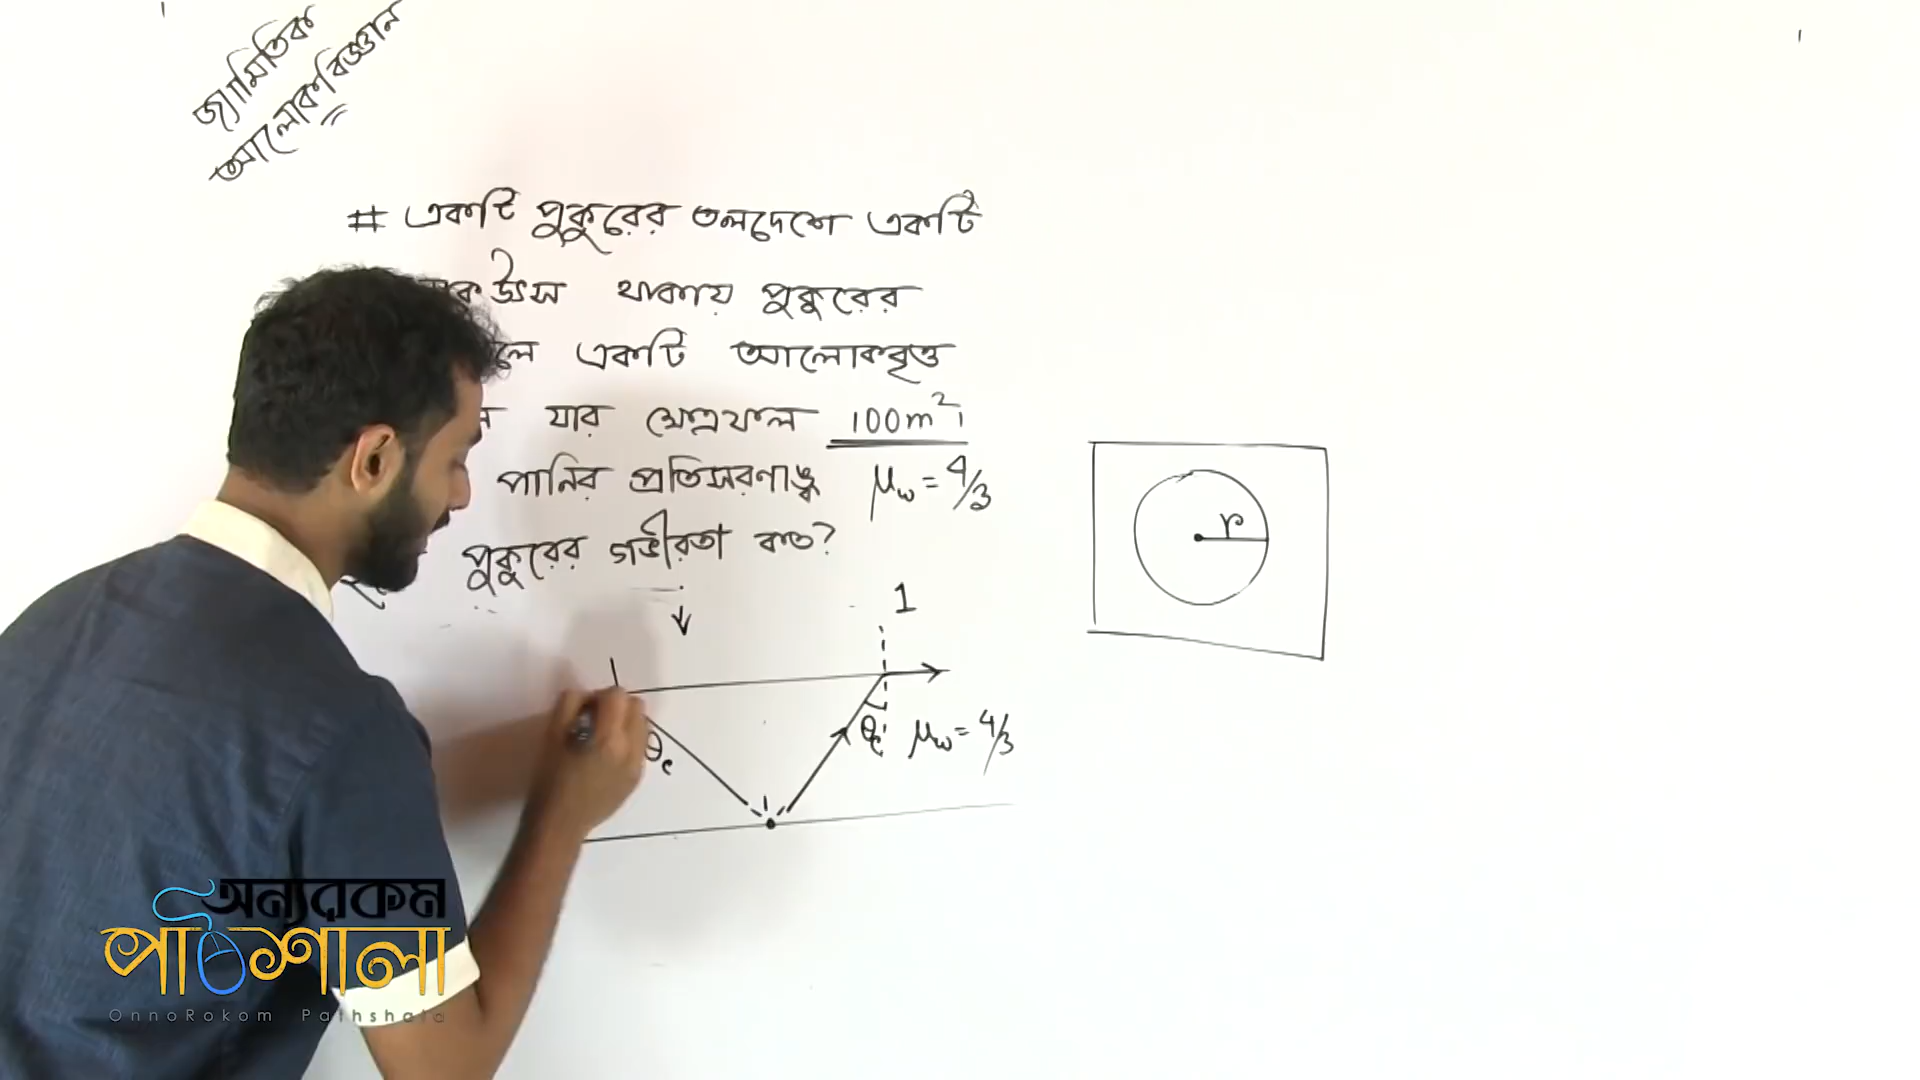 জ্যামিতিক
আলোকবিজ্ঞান
# একটি পুকুরের তলদেশে একটি
উৎস থাকায় পুকুরের
একটি আলোকবৃত্ত
যার ক্ষেত্রফল 100m²।
পানির প্রতিসরণাঙ্ক μw = 4/3
পুকুরের গভীরতা কত?
r
1
θc
θc μw = 4/3
অন্যরকম
পাঠশালা
OnnoRokom Pathshala